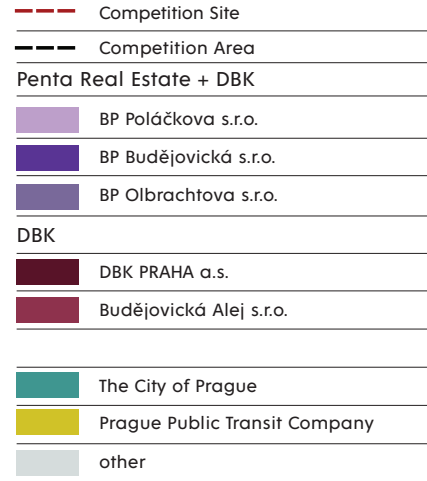 Competition Site
Competition Area
Penta Real Estate + DBK
BP Poláčkova s.r.o.
BP Budějovická s.r.o.
BP Olbrachtova s.r.o.
DBK
DBK PRAHA a.s.
Budějovická Alej s.r.o.
The City of Prague
Prague Public Transit Company
other